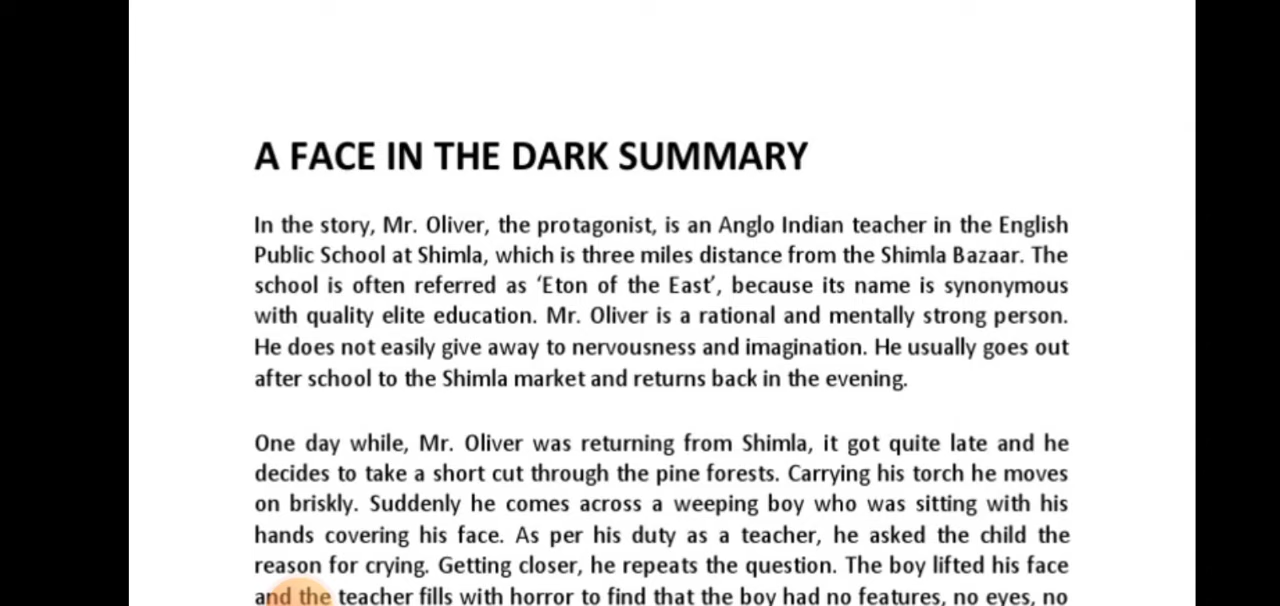 A FACE IN THE DARK SUMMARY
In the story, Mr. Oliver, the protagonist, is an Anglo Indian teacher in the English
Public School at Shimla, which is three miles distance from the Shimla Bazaar. The
school is often referred as ‘Eton of the East’, because its name is synonymous
with quality elite education. Mr. Oliver is a rational and mentally strong person.
He does not easily give away to nervousness and imagination. He usually goes out
after school to the Shimla market and returns back in the evening.
One day while, Mr. Oliver was returning from Shimla, it got quite late and he
decides to take a short cut through the pine forests. Carrying his torch he moves
on briskly. Suddenly he comes across a weeping boy who was sitting with his
hands covering his face. As per his duty as a teacher, he asked the child the
reason for crying. Getting closer, he repeats the question. The boy lifted his face
and the teacher fills with horror to find that the boy had no features, no eyes, no